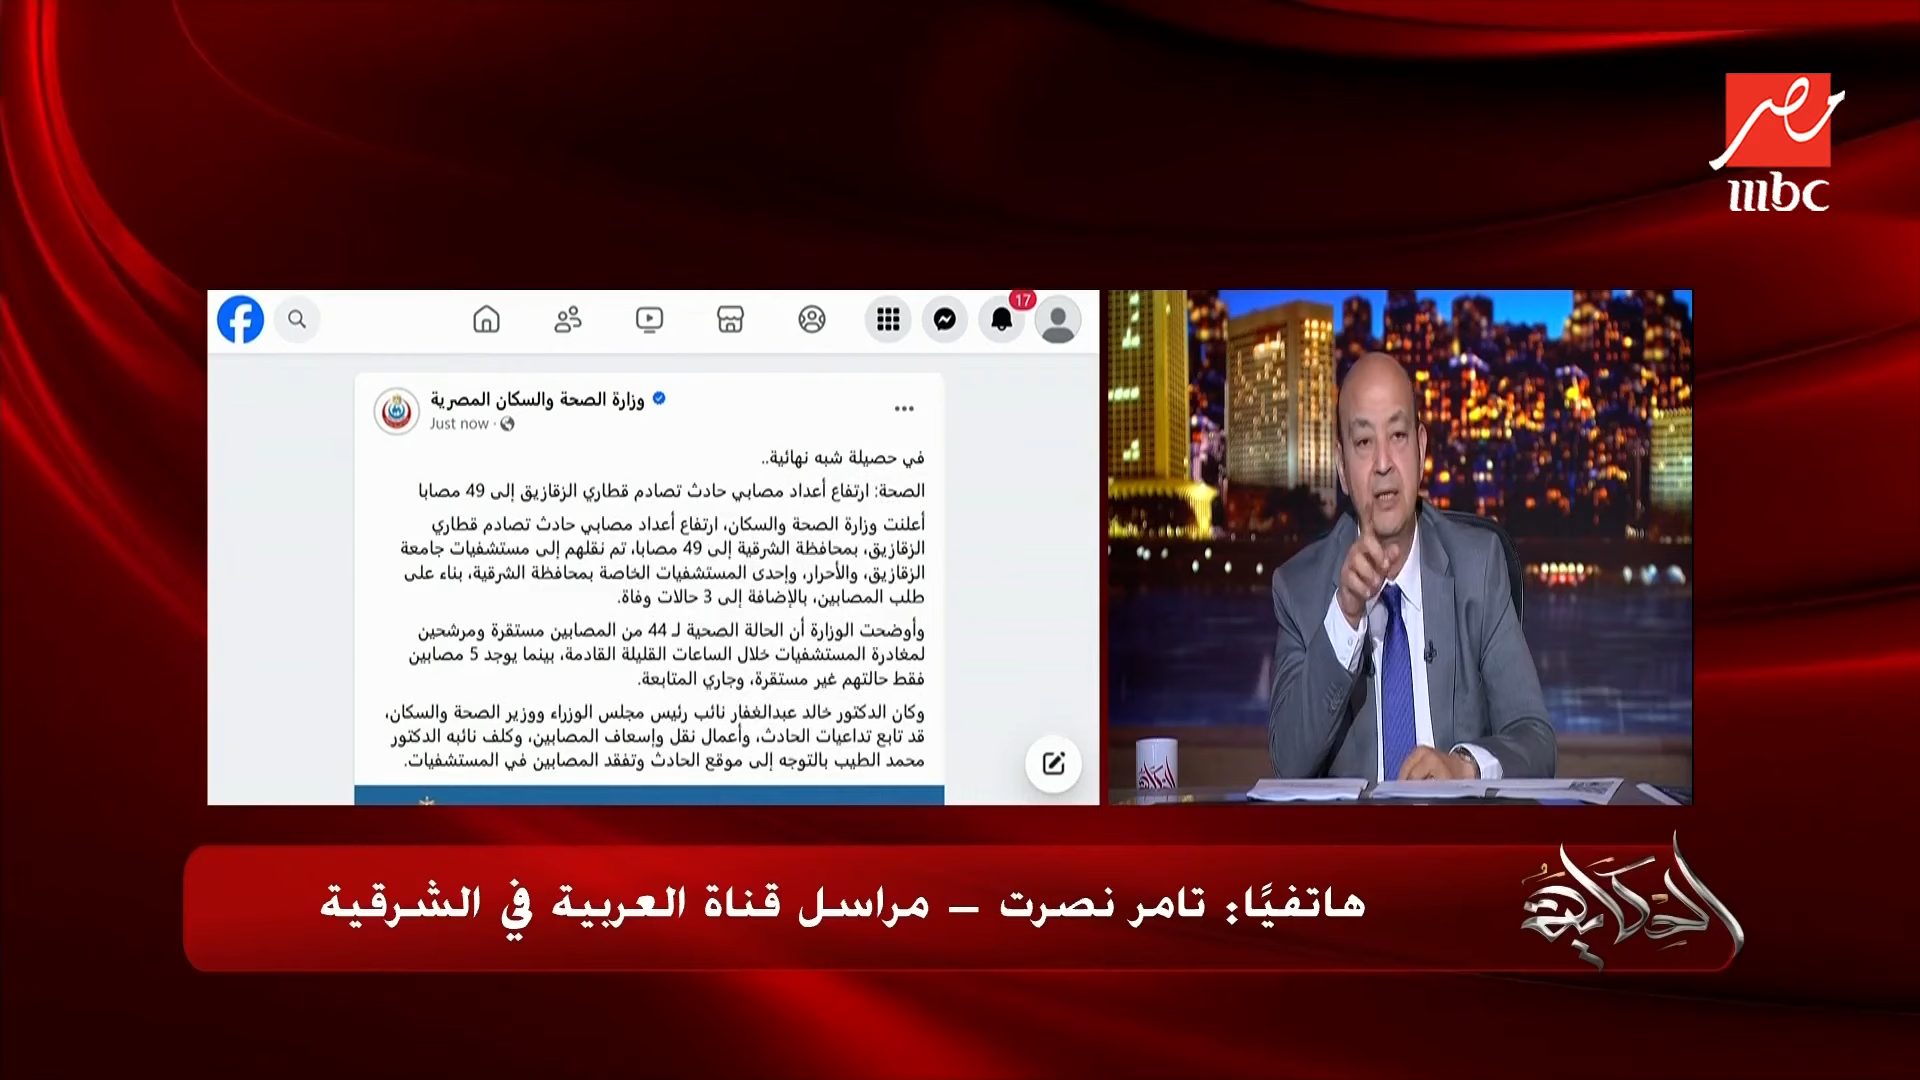 مصر
mbc
17
وزارة الصحة والسكان المصرية
Just now ·
في حصيلة شبه نهائية..
الصحة: ارتفاع أعداد مصابي حادث تصادم قطاري الزقازيق إلى 49 مصابا
أعلنت وزارة الصحة والسكان، ارتفاع أعداد مصابي حادث تصادم قطاري
الزقازيق، بمحافظة الشرقية إلى 49 مصابا، تم نقلهم إلى مستشفيات جامعة
الزقازيق، والأحرار، وإحدى المستشفيات الخاصة بمحافظة الشرقية، بناء على
طلب المصابين، بالإضافة إلى 3 حالات وفاة.
وأوضحت الوزارة أن الحالة الصحية لـ 44 من المصابين مستقرة ومرشحين
لمغادرة المستشفيات خلال الساعات القليلة القادمة، بينما يوجد 5 مصابين
فقط حالتهم غير مستقرة، وجاري المتابعة.
وكان الدكتور خالد عبدالغفار نائب رئيس مجلس الوزراء ووزير الصحة والسكان،
قد تابع تداعيات الحادث، وأعمال نقل وإسعاف المصابين، وكلف نائبه الدكتور
محمد الطيب بالتوجه إلى موقع الحادث وتفقد المصابين في المستشفيات.
الحكاية
الحكاية
هاتفيًا: تامر نصرت – مراسل قناة العربية في الشرقية